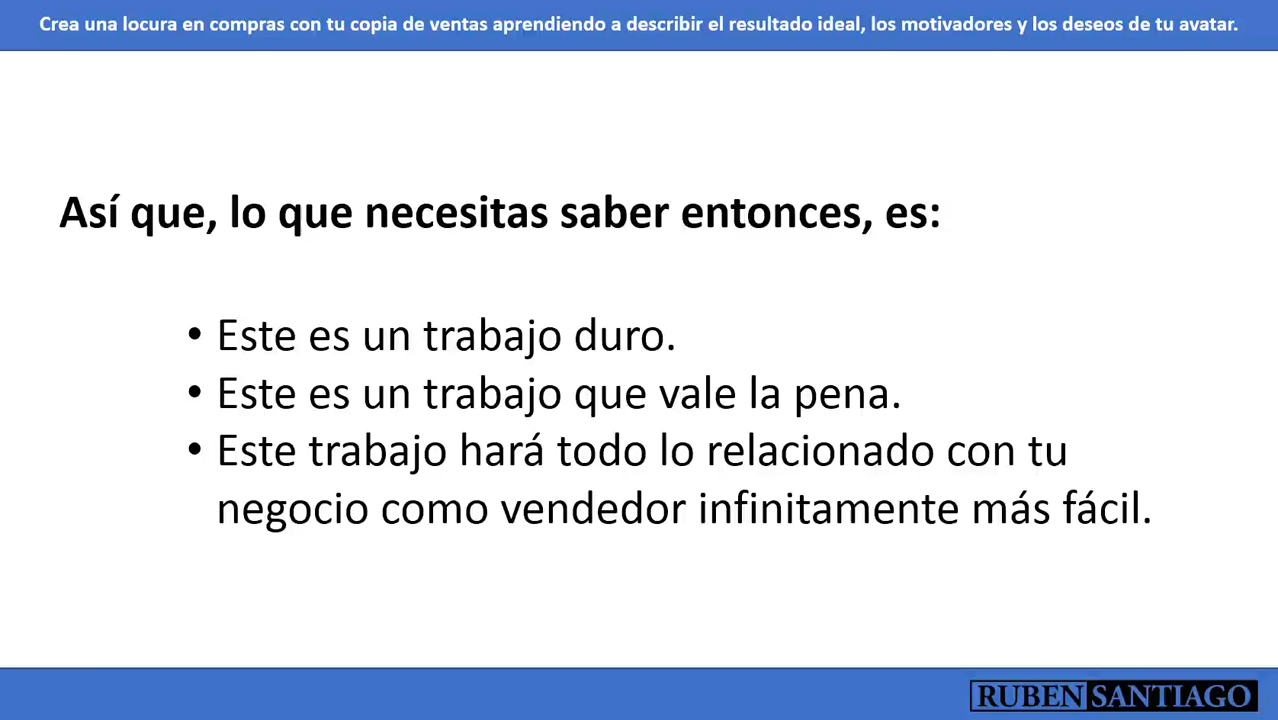 Crea una locura en compras con tu copia de ventas aprendiendo a describir el resultado ideal, los motivadores y los deseos de tu avatar.
Así que, lo que necesitas saber entonces, es:
• Este es un trabajo duro.
• Este es un trabajo que vale la pena.
• Este trabajo hará todo lo relacionado con tu
negocio como vendedor infinitamente más fácil.
RUBEN SANTIAGO